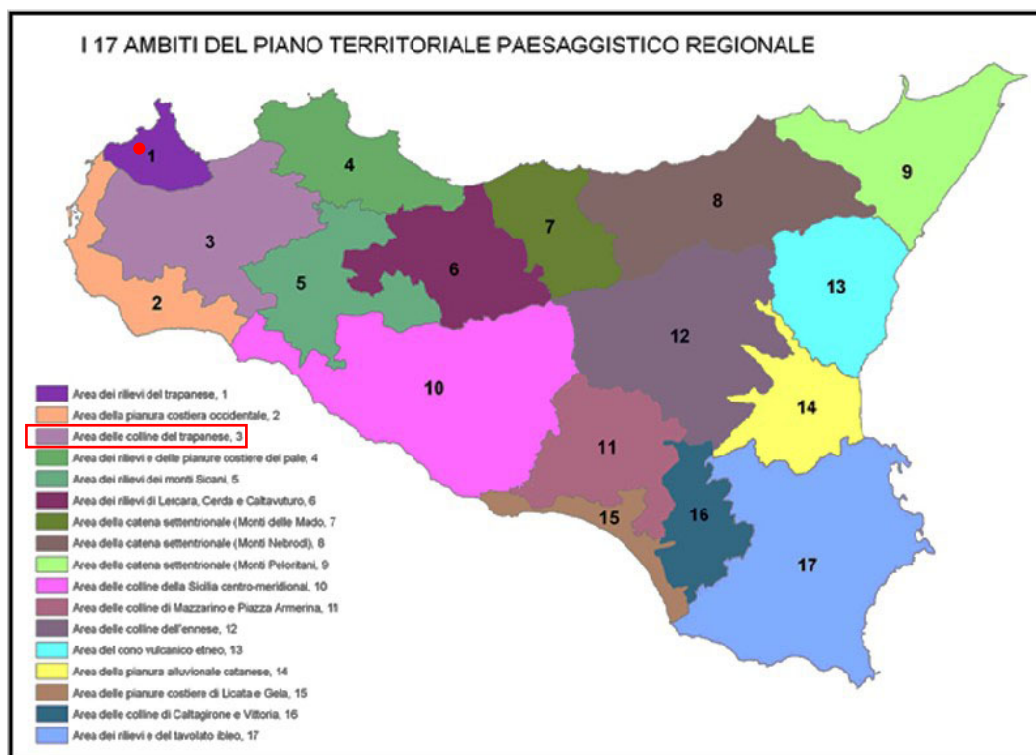 I 17 AMBITI DEL PIANO TERRITORIALE PAESAGGISTICO REGIONALE
1
2
3
4
5
6
7
8
9
10
11
12
13
14
15
16
17
Area dei rilievi del trapanese, 1
Area della pianura costiera occidentale, 2
Area delle colline del trapanese, 3
Area dei rilievi e delle pianure costiere del pale, 4
Area dei rilievi dei monti Sicani, 5
Area dei rilievi di Lercara, Cerda e Caltavuturo, 6
Area della catena settentrionale (Monti delle Mado, 7
Area della catena settentrionale (Monti Nebrodi), 8
Area della catena settentrionale (Monti Peloritani, 9
Area delle colline della Sicilia centro-meridional, 10
Area delle colline di Mazzarino e Piazza Armerina, 11
Area delle colline dell'ennese, 12
Area del cono vulcanico etneo, 13
Area della pianura alluvionale catanese, 14
Area delle pianure costiere di Licata e Gela, 15
Area delle colline di Caltagirone e Vittoria, 16
Area dei rilievi e del tavolato ibleo, 17